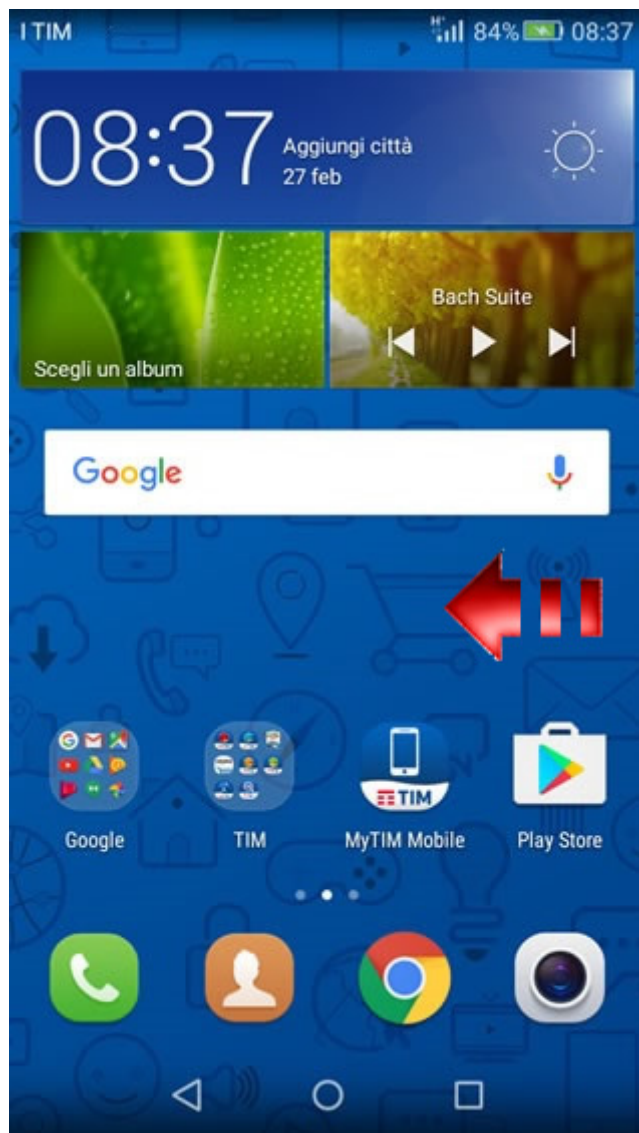 I TIM
H+ 84% 08:37
08:37
Aggiungi città
27 feb
Scegli un album
Bach Suite
Google
Google
TIM
TIM
MyTIM Mobile
Play Store